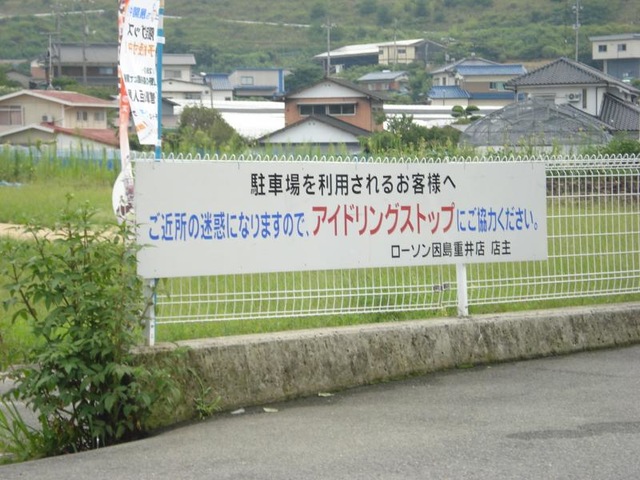 駐車場を利用されるお客様へ
ご近所の迷惑になりますので、アイドリングストップにご協力ください。
ローソン因島重井店 店主